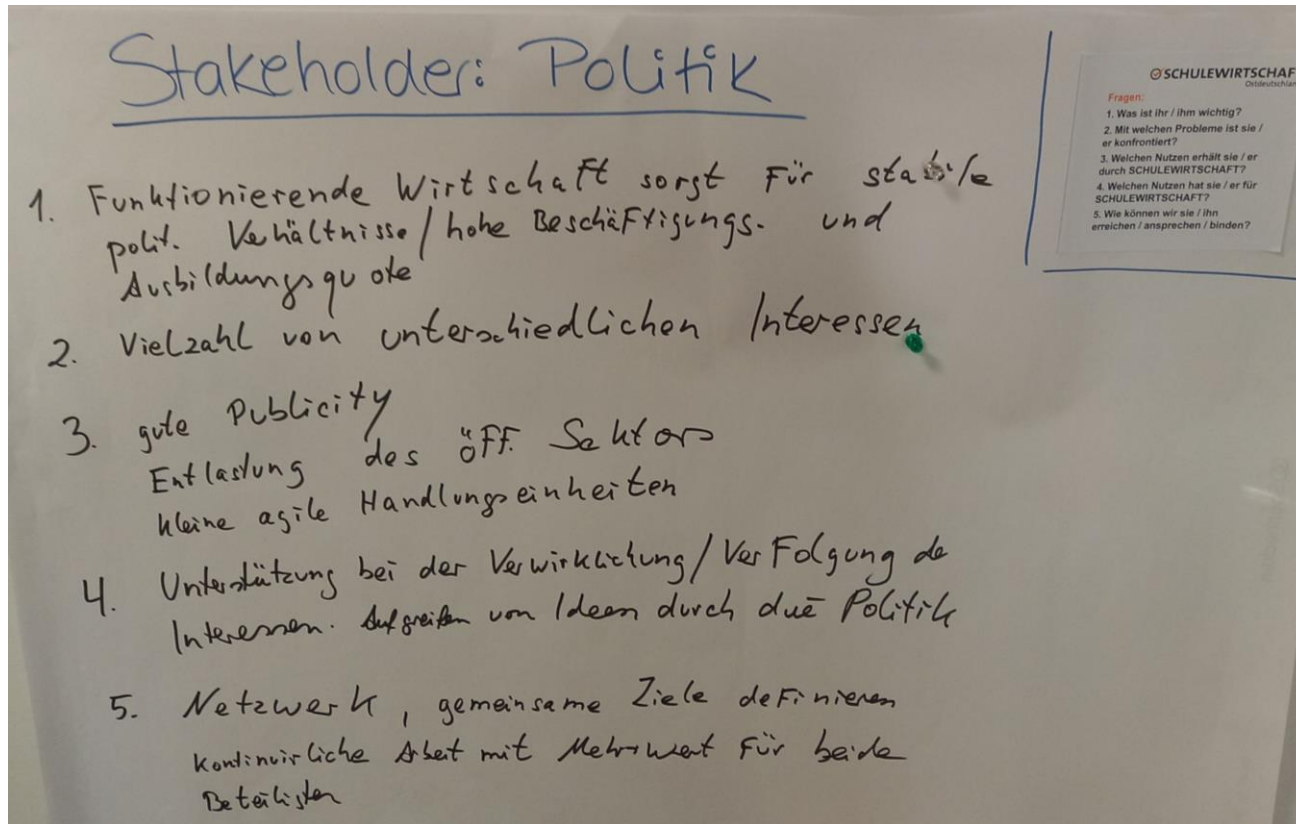 Stakeholder: Politik
1. Funktionierende Wirtschaft sorgt für stabile
polit. Verhältnisse / hohe Beschäftigungs- und
Ausbildungsquote
2. Vielzahl von unterschiedlichen Interessen
3. gute Publicity
Entlastung des öff. Sektors
kleine agile Handlungseinheiten
4. Unterstützung bei der Verwirklichung / Verfolgung de
Interessen. Aufgreifen von Ideen durch die Politik
5. Netzwerk, gemeinsame Ziele definieren
kontinuirliche Arbeit mit Mehrwert für beide
Beteiligten
SCHULEWIRTSCHAF
Ostdeutschlan
Fragen:
1. Was ist ihr / ihm wichtig?
2. Mit welchen Probleme ist sie /
er konfrontiert?
3. Welchen Nutzen erhält sie / er
durch SCHULEWIRTSCHAFT?
4. Welchen Nutzen hat sie / er für
SCHULEWIRTSCHAFT?
5. Wie können wir sie / ihn
erreichen / ansprechen / binden?